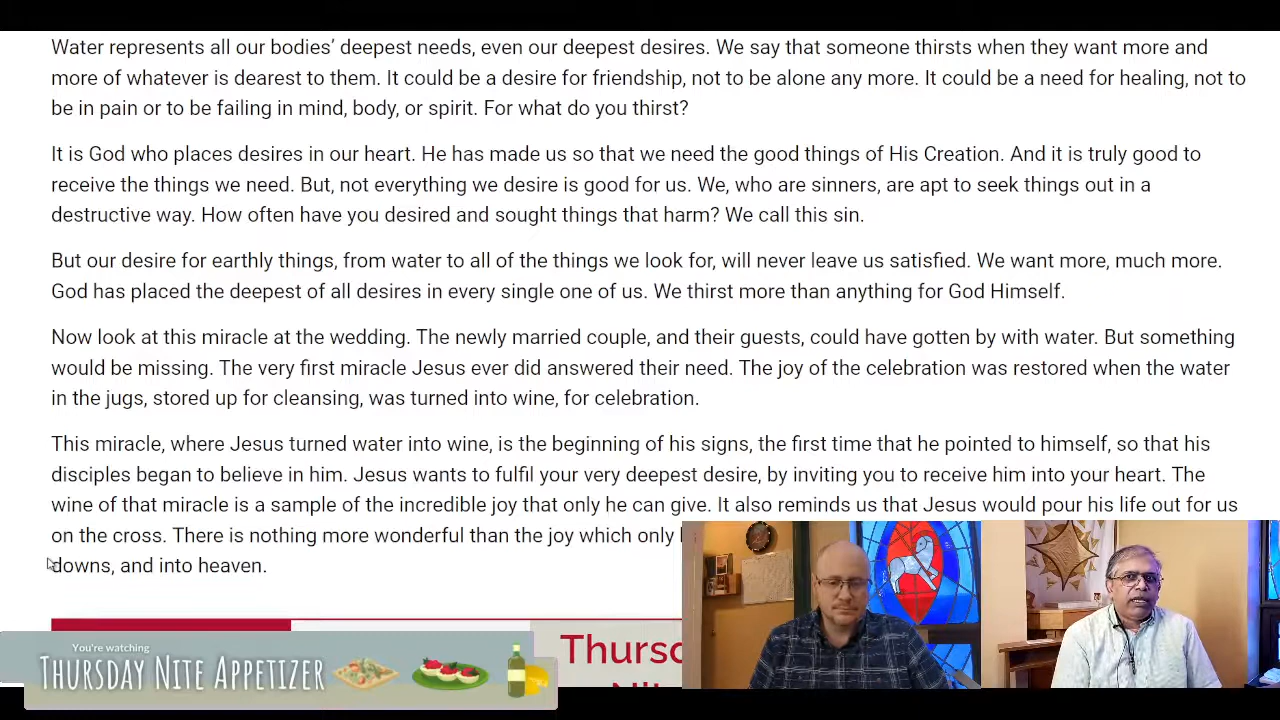 Water represents all our bodies’ deepest needs, even our deepest desires. We say that someone thirsts when they want more and
more of whatever is dearest to them. It could be a desire for friendship, not to be alone any more. It could be a need for healing, not to
be in pain or to be failing in mind, body, or spirit. For what do you thirst?
It is God who places desires in our heart. He has made us so that we need the good things of His Creation. And it is truly good to
receive the things we need. But, not everything we desire is good for us. We, who are sinners, are apt to seek things out in a
destructive way. How often have you desired and sought things that harm? We call this sin.
But our desire for earthly things, from water to all of the things we look for, will never leave us satisfied. We want more, much more.
God has placed the deepest of all desires in every single one of us. We thirst more than anything for God Himself.
Now look at this miracle at the wedding. The newly married couple, and their guests, could have gotten by with water. But something
would be missing. The very first miracle Jesus ever did answered their need. The joy of the celebration was restored when the water
in the jugs, stored up for cleansing, was turned into wine, for celebration.
This miracle, where Jesus turned water into wine, is the beginning of his signs, the first time that he pointed to himself, so that his
disciples began to believe in him. Jesus wants to fulfil your very deepest desire, by inviting you to receive him into your heart. The
wine of that miracle is a sample of the incredible joy that only he can give. It also reminds us that Jesus would pour his life out for us
on the cross. There is nothing more wonderful than the joy which only
downs, and into heaven.
You're watching
THURSDAY NITE APPETIZER
Thursd